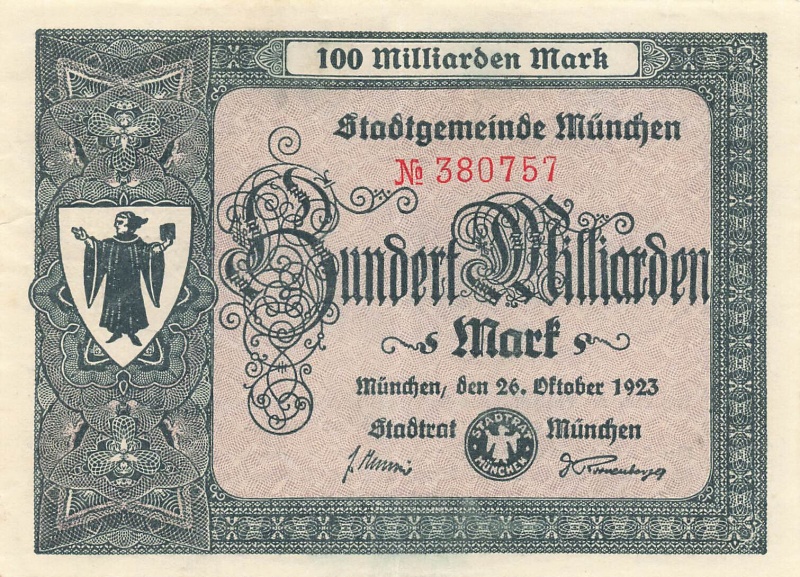 100 Milliarden Mark
Stadtgemeinde München
№ 380757
Hundert Milliarden
Mark
München, den 26. Oktober 1923
Stadtrat München
STADTRAT
MÜNCHEN